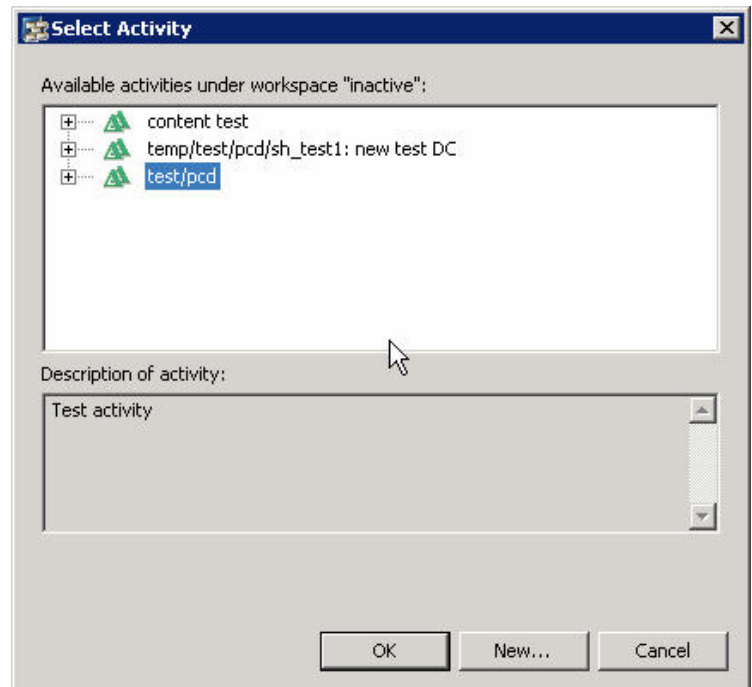 Select Activity
Available activities under workspace "inactive":
content test
temp/test/pcd/sh_test1: new test DC
test/pcd
Description of activity:
Test activity
OK New... Cancel